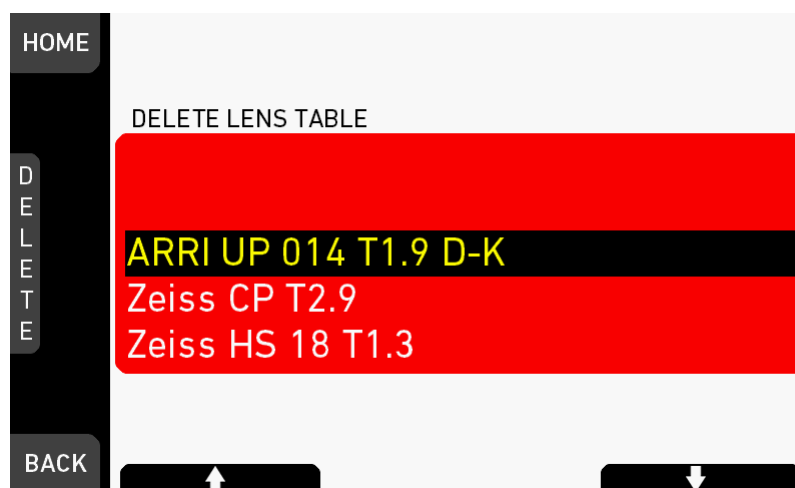 HOME
DELETE LENS TABLE
DELETE
ARRI UP 014 T1.9 D-K
Zeiss CP T2.9
Zeiss HS 18 T1.3
BACK